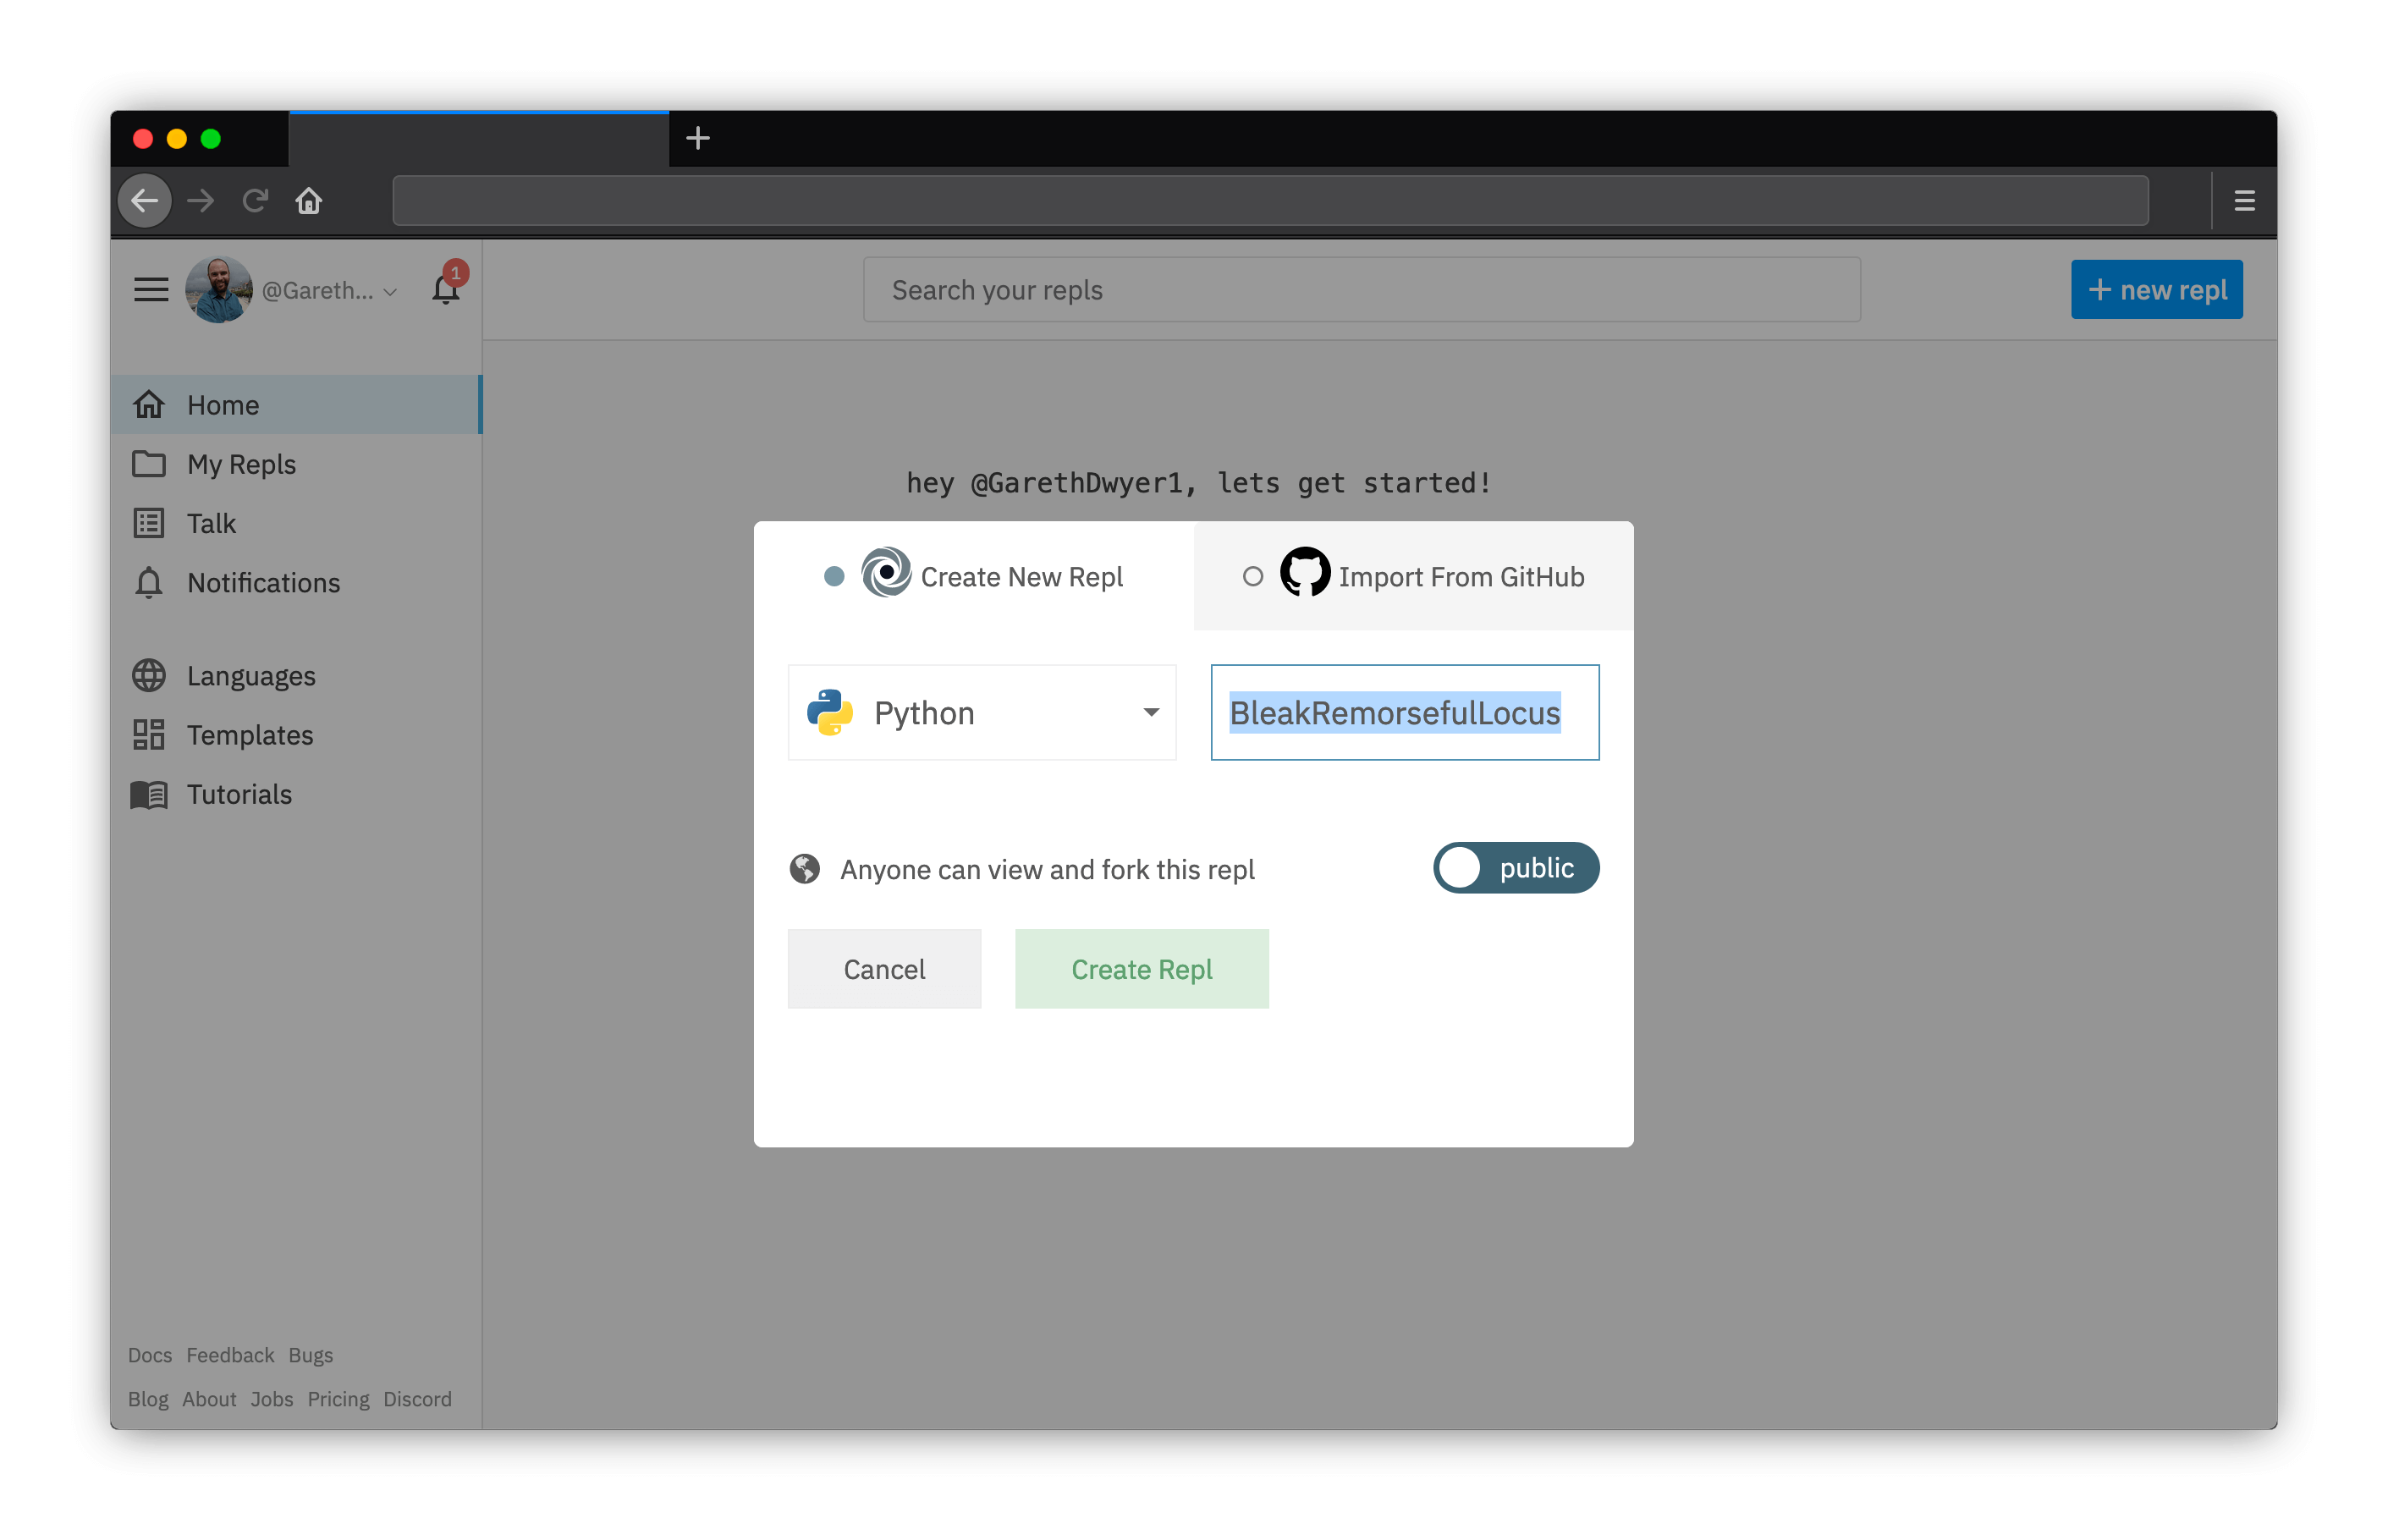 @Gareth...
1
Search your repls
+ new repl
Home
My Repls
Talk
Notifications
Languages
Templates
Tutorials
hey @GarethDwyer1, lets get started!
Create New Repl
Import From GitHub
Python
BleakRemorsefulLocus
Anyone can view and fork this repl
public
Cancel
Create Repl
Docs Feedback Bugs
Blog About Jobs Pricing Discord